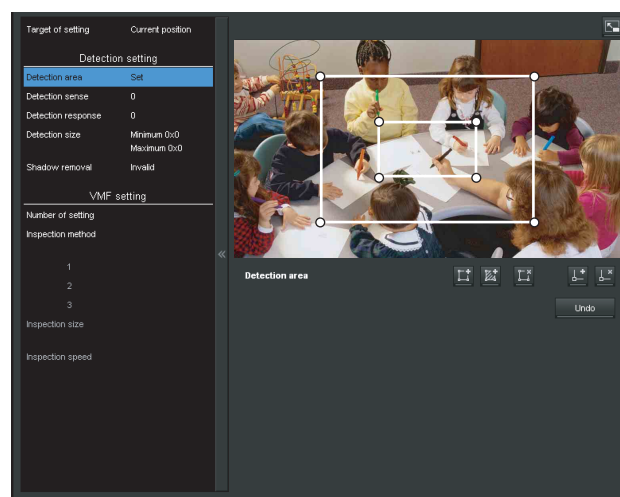 Target of setting Current position
Detection setting
Detection area Set
Detection sense 0
Detection response 0
Detection size Minimum 0x0
Maximum 0x0
Shadow removal Invalid
VMF setting
Number of setting
Inspection method
1
2
3
Inspection size
Inspection speed
«
Detection area
Undo